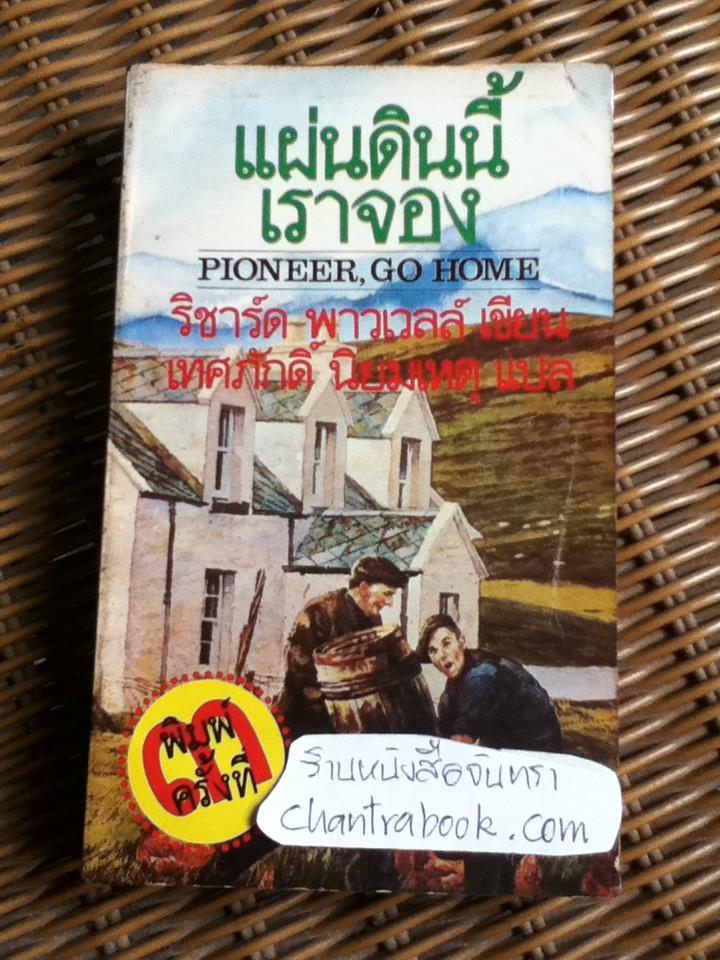 แผ่นดินนี้
เราจอง
PIONEER, GO HOME
ริชาร์ด พาวเวลล์ เขียน
เทศภักดิ์ นิยมเหตุ แปล
พิมพ์
ครั้งที่
๓
ร้านหนังสือจันทรา
chantrabook.com